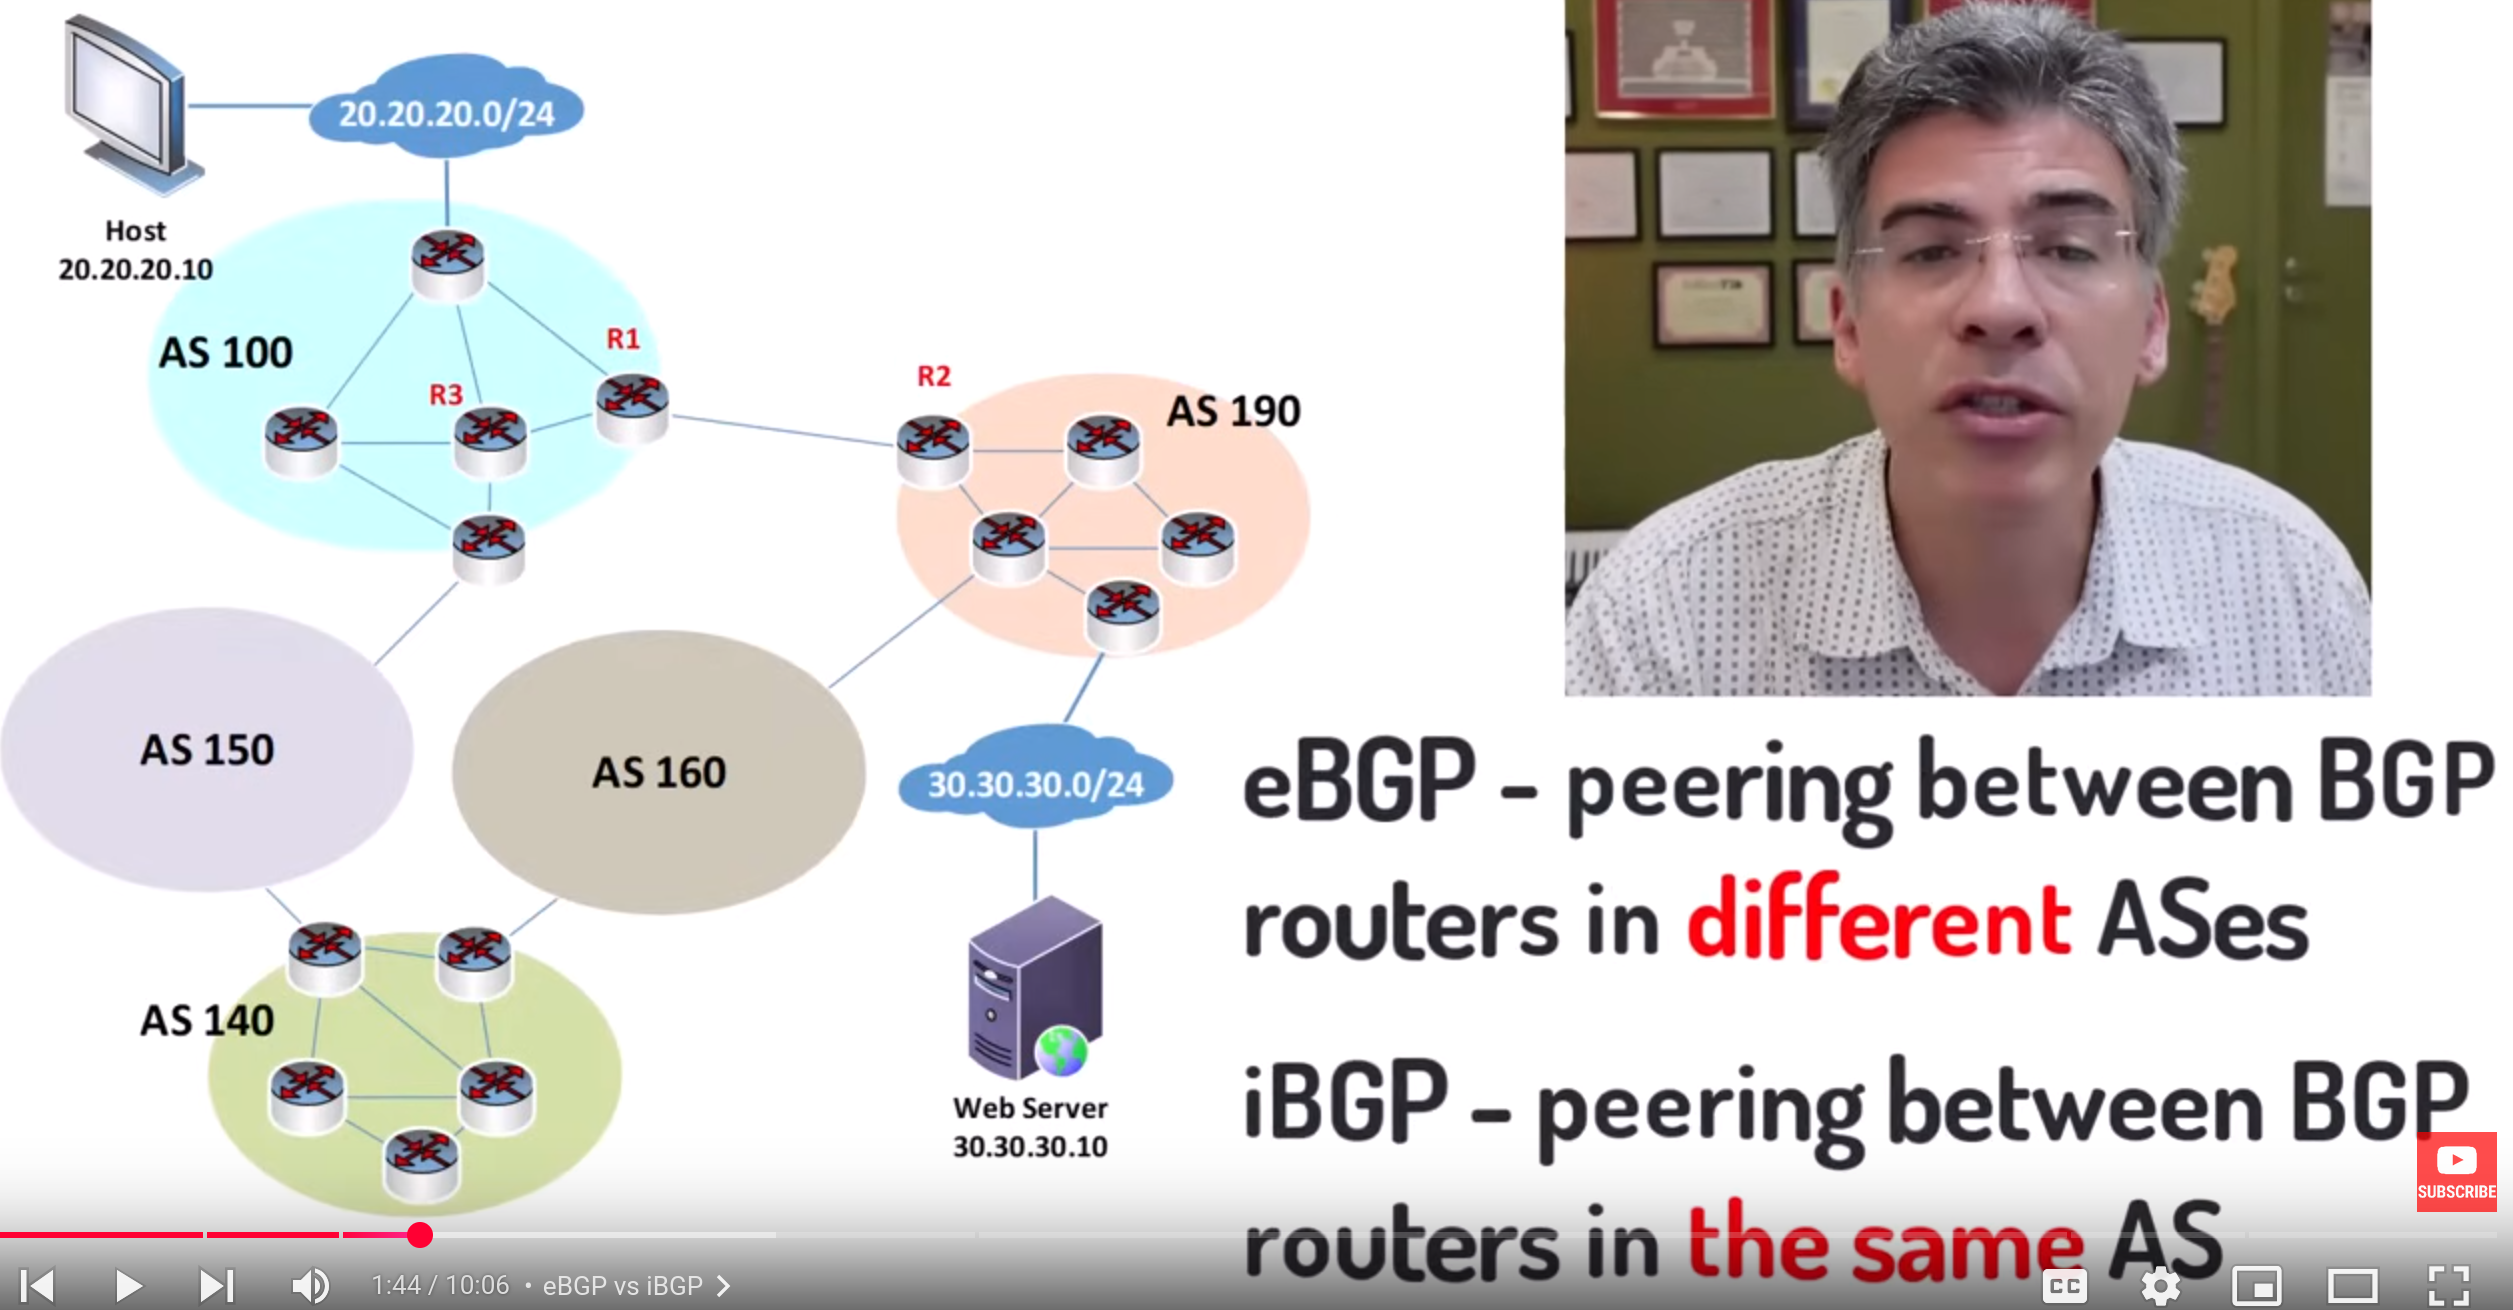 20.20.20.0/24
Host
20.20.20.10
AS 100
R1
R3
R2
AS 190
AS 150
AS 160
30.30.30.0/24
AS 140
Web Server
30.30.30.10
eBGP - peering between BGP
routers in different ASes
iBGP - peering between BGP
routers in the same AS
SUBSCRIBE
1:44 / 10:06 • eBGP vs iBGP
CC